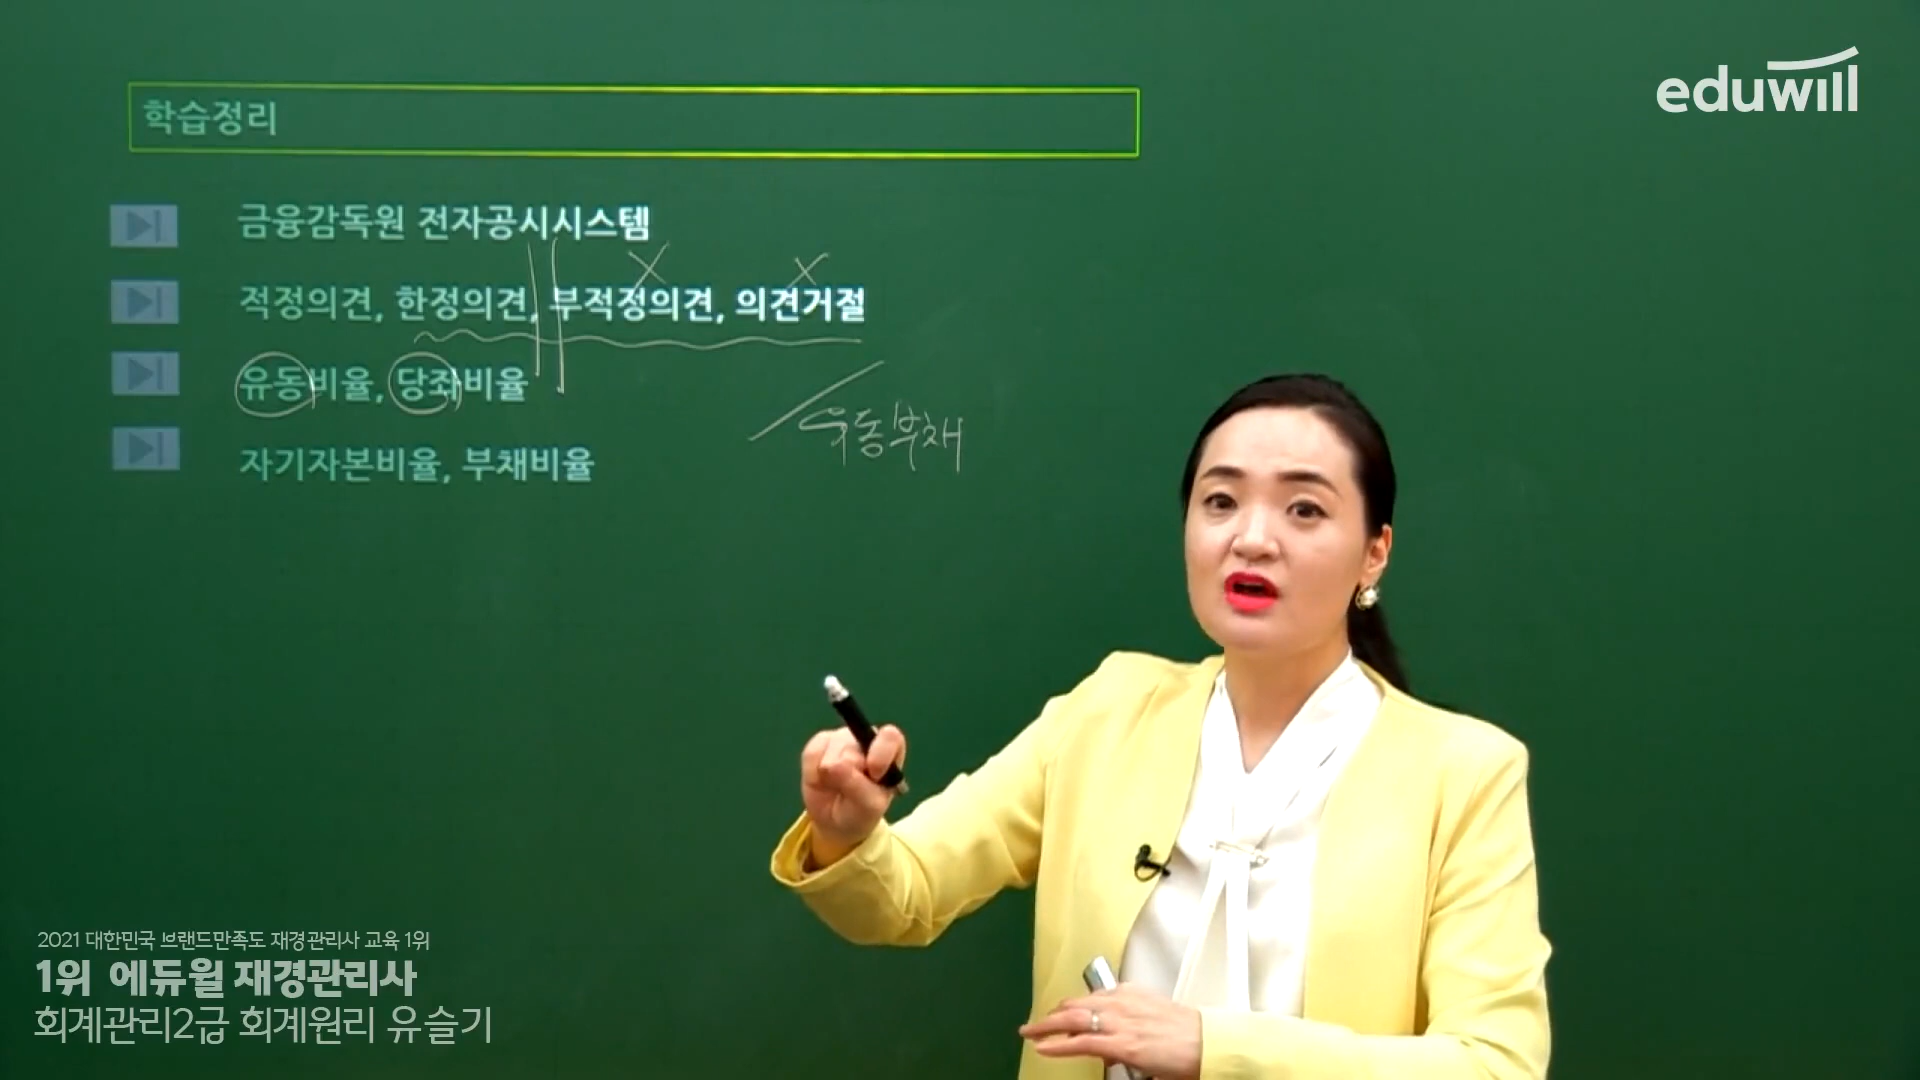 eduwill
학습정리
금융감독원 전자공시시스템
적정의견, 한정의견, 부적정의견, 의견거절
유동비율, 당좌비율
유동부채
자기자본비율, 부채비율
2021 대한민국 브랜드만족도 재경관리사 교육 1위
1위 에듀윌 재경관리사
회계관리2급 회계원리 유슬기